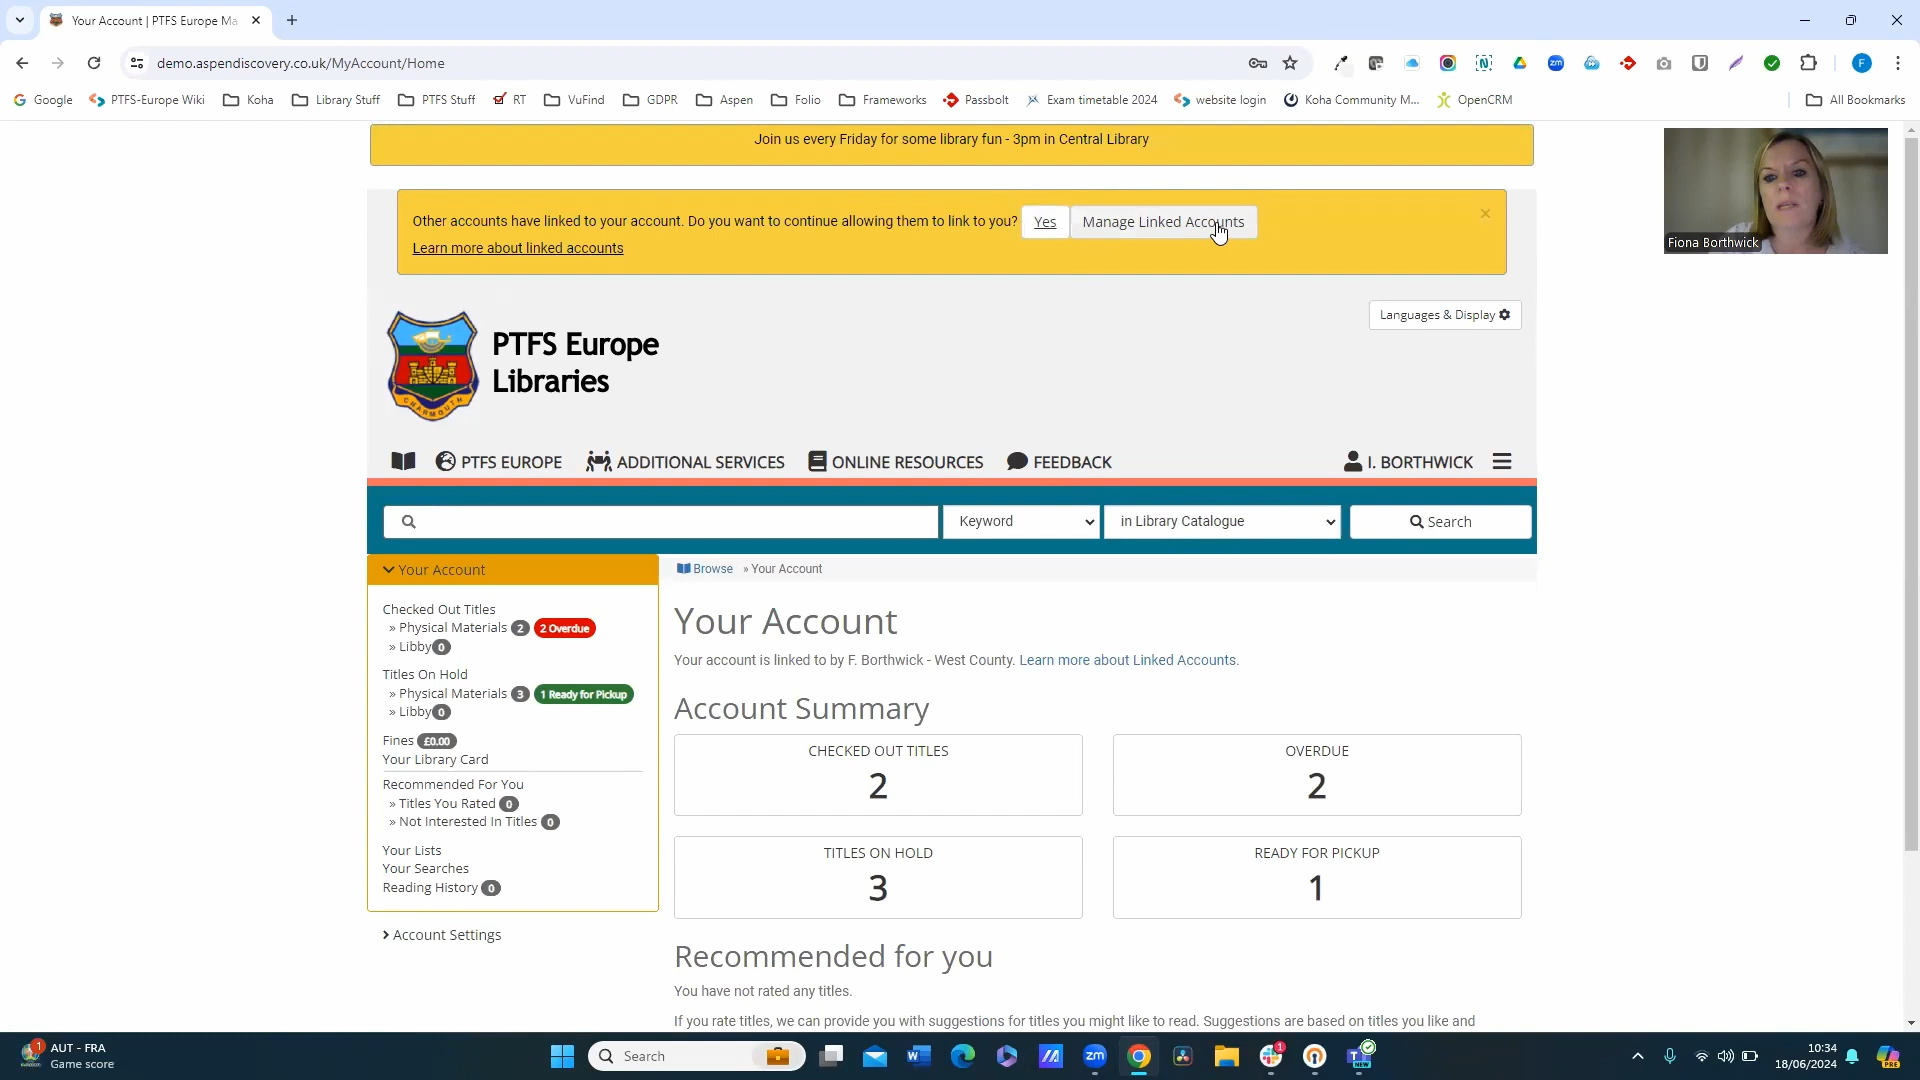 Your Account | PTFS Europe Ma
demo.aspendiscovery.co.uk/MyAccount/Home
Google
PTFS-Europe Wiki
Koha
Library Stuff
PTFS Stuff
RT
VuFind
GDPR
Aspen
Folio
Frameworks
Passbolt
Exam timetable 2024
website login
Koha Community M...
OpenCRM
All Bookmarks
Join us every Friday for some library fun - 3pm in Central Library
Other accounts have linked to your account. Do you want to continue allowing them to link to you? Yes Manage Linked Accounts ×
Learn more about linked accounts
Fiona Borthwick
Languages & Display
PTFS Europe
Libraries
CHARMOUTH
PTFS EUROPE
ADDITIONAL SERVICES
ONLINE RESOURCES
FEEDBACK
I. BORTHWICK
Keyword
in Library Catalogue
Search
Your Account
Checked Out Titles
» Physical Materials 2 2 Overdue
» Libby 0
Titles On Hold
» Physical Materials 3 1 Ready for Pickup
» Libby 0
Fines £0.00
Your Library Card
Recommended For You
» Titles You Rated 0
» Not Interested In Titles 0
Your Lists
Your Searches
Reading History 0
Account Settings
Browse » Your Account
Your Account
Your account is linked to by F. Borthwick - West County. Learn more about Linked Accounts.
Account Summary
CHECKED OUT TITLES
2
OVERDUE
2
TITLES ON HOLD
3
READY FOR PICKUP
1
Recommended for you
You have not rated any titles.
If you rate titles, we can provide you with suggestions for titles you might like to read. Suggestions are based on titles you like and
1
AUT - FRA
Game score
Search
zm
1
NEW
10:34
18/06/2024
PRE